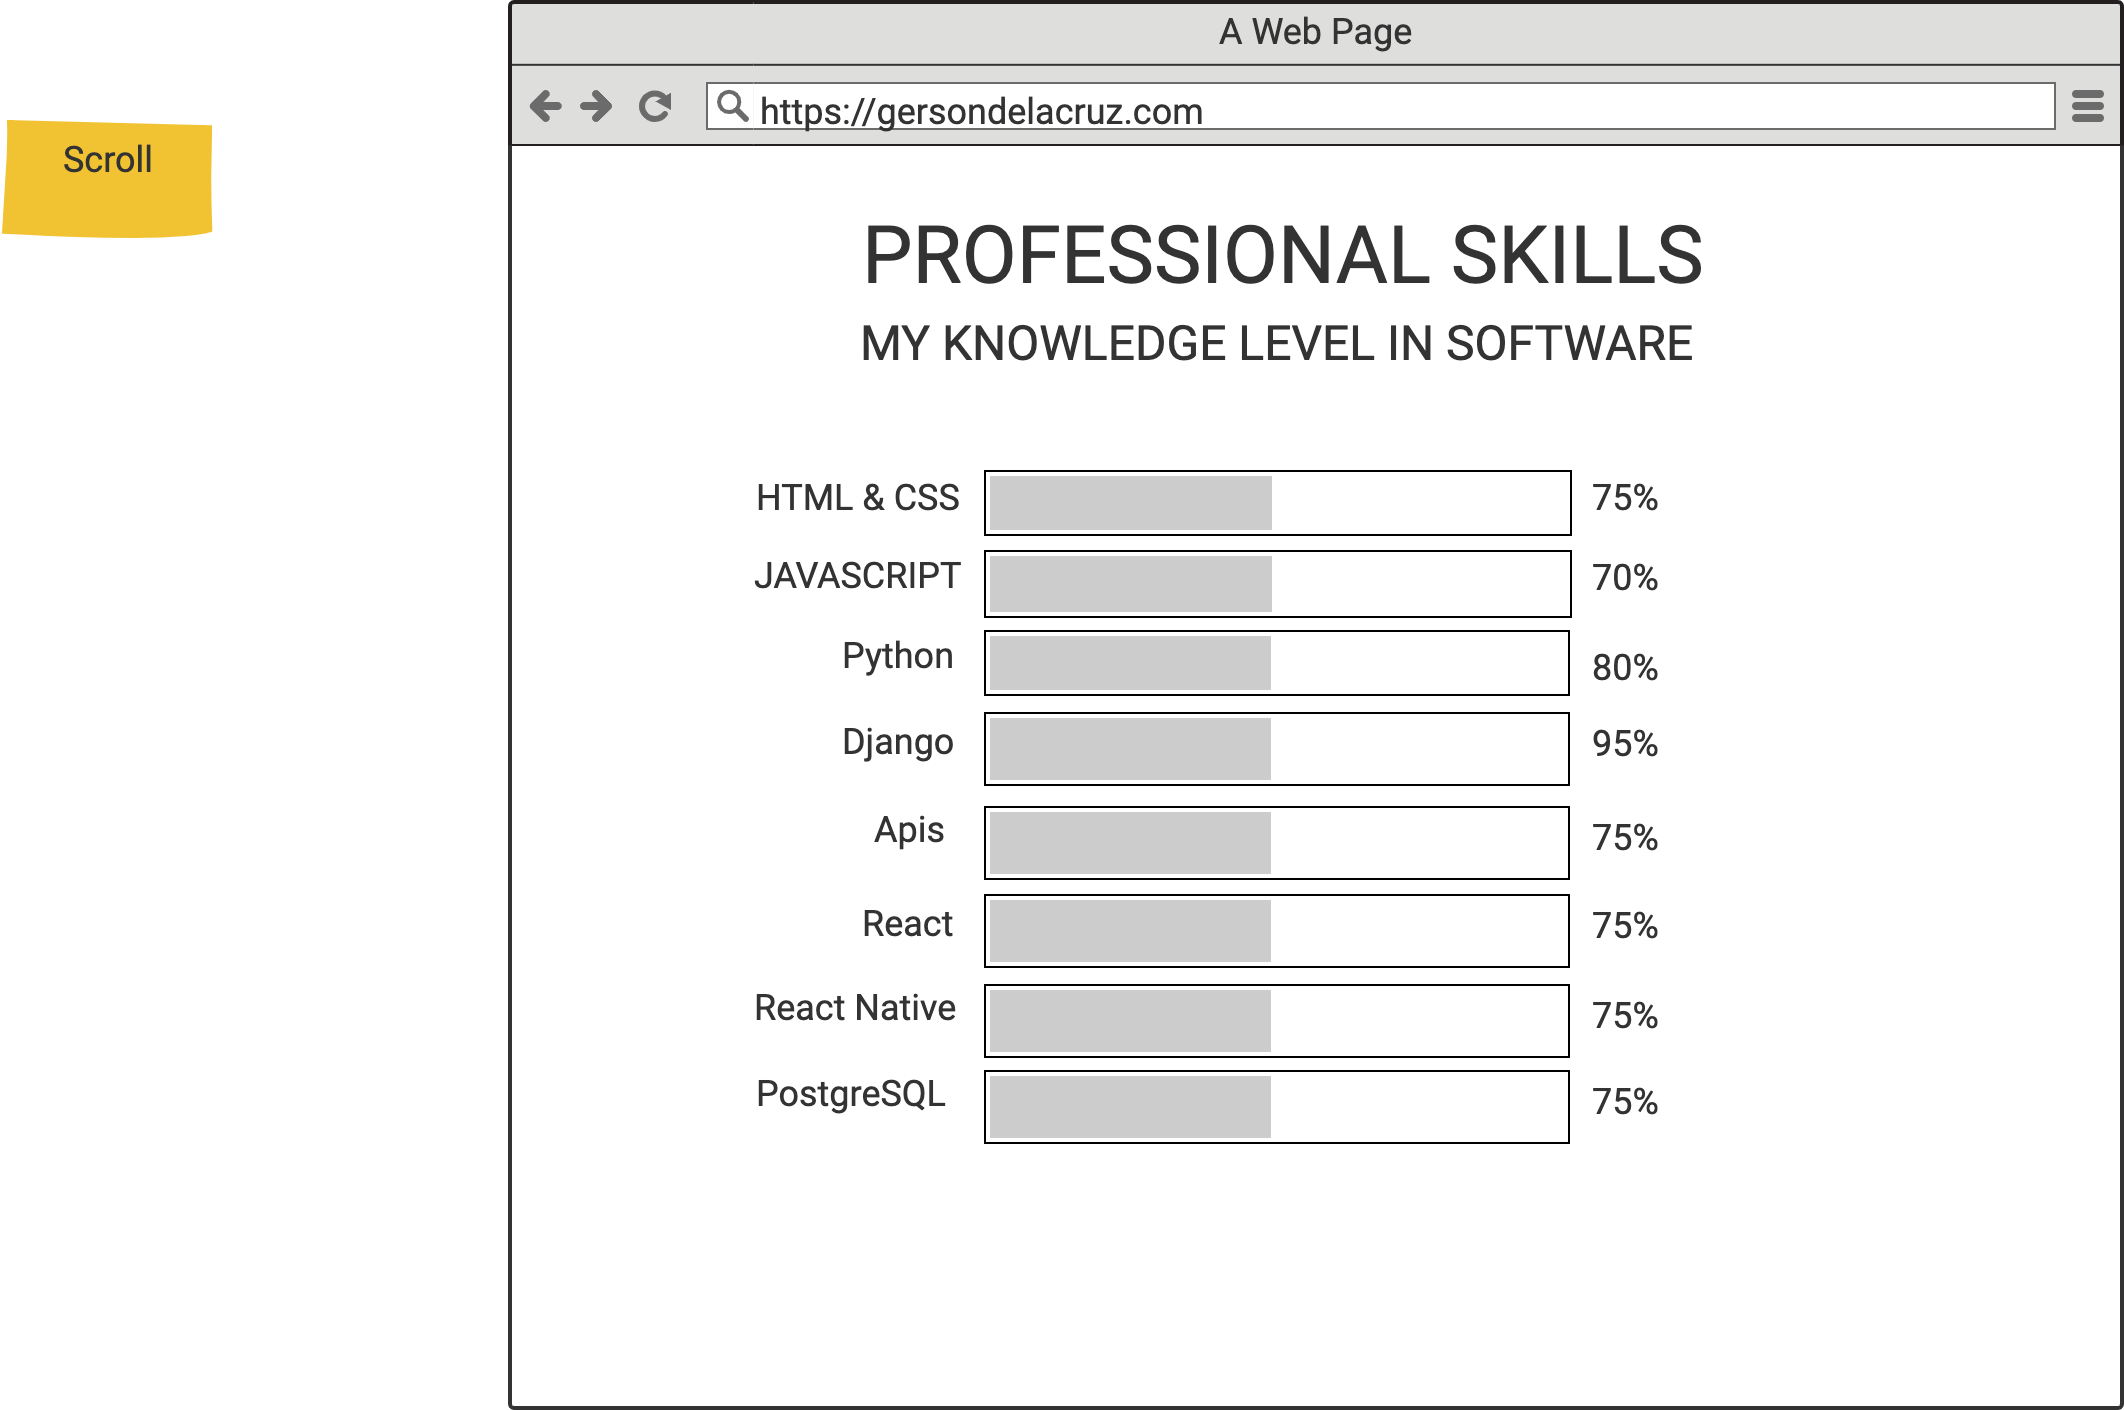 A Web Page
https://gersondelacruz.com
Scroll
PROFESSIONAL SKILLS
MY KNOWLEDGE LEVEL IN SOFTWARE
HTML & CSS 75%
JAVASCRIPT 70%
Python 80%
Django 95%
Apis 75%
React 75%
React Native 75%
PostgreSQL 75%